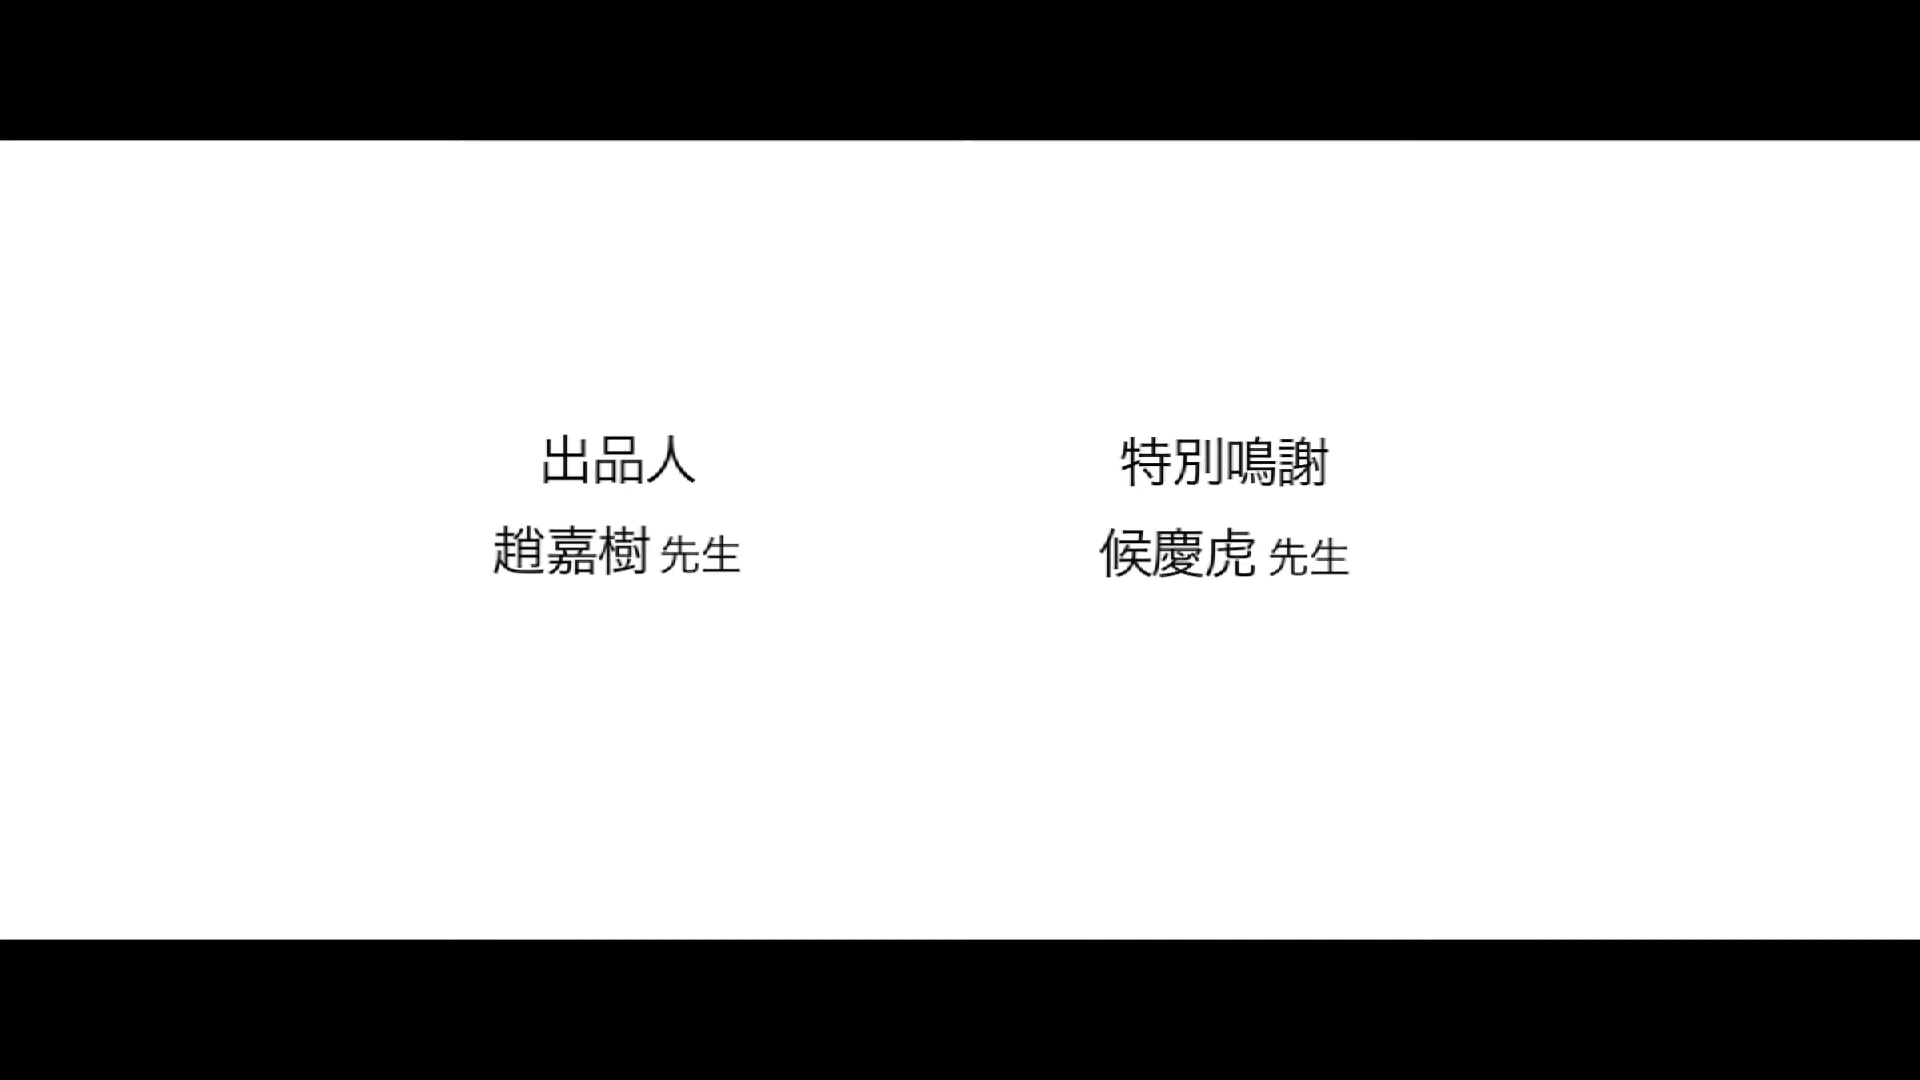 出品人
趙嘉樹 先生
特別鳴謝
候慶虎 先生